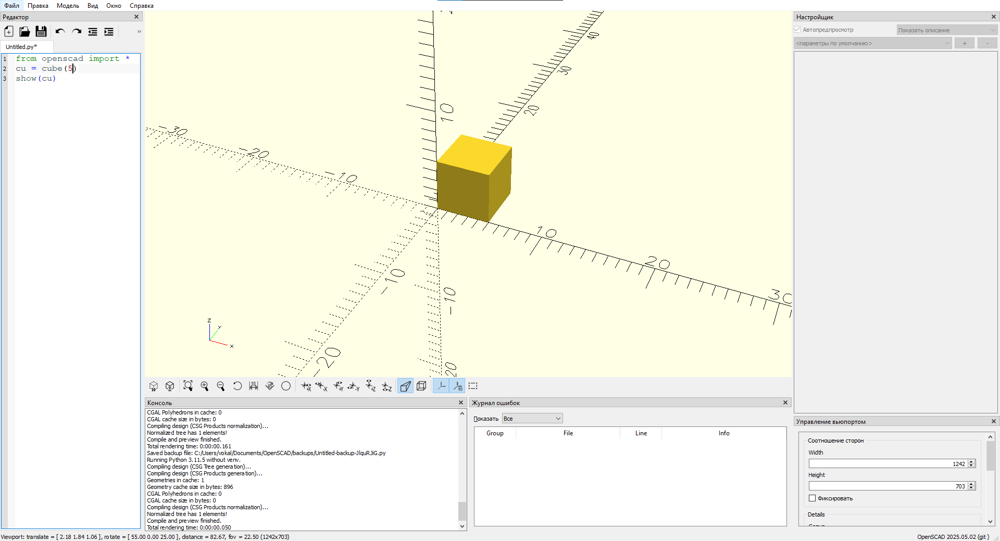 Файл Правка Модель Вид Окно Справка
Редактор
Untitled.py*
1 from openscad import *
2 cu = cube(5)
3 show(cu)
10
40
30
20
-30
-20
-10
10
20
30
-10
-10
-20
20
Z
Y
X
Консоль
CGAL Polyhedrons in cache: 0
CGAL cache size in bytes: 0
Compiling design (CSG Products normalization)...
Normalized tree has 1 elements!
Compile and preview finished.
Total rendering time: 0:00:00.161
Saved backup file: C:/Users/vokal/Documents/OpenSCAD/backups/Untitled-backup-JlquRJiG.py
Running Python 3.11.5 without venv.
Compiling design (CSG Tree generation)...
Compiling design (CSG Products generation)...
Geometries in cache: 1
Geometry cache size in bytes: 896
CGAL Polyhedrons in cache: 0
CGAL cache size in bytes: 0
Compiling design (CSG Products normalization)...
Normalized tree has 1 elements!
Compile and preview finished.
Total rendering time: 0:00:00.050
Журнал ошибок
Показать Все
Group File Line Info
Настройщик
Автопредпросмотр Показать описание
<параметры по умолчанию> + -
Управление вьюпортом
Соотношение сторон
Width
1242
Height
703
Фиксировать
Details
Viewport: translate = [ 2.18 1.84 1.06 ], rotate = [ 55.00 0.00 25.00 ], distance = 82.67, fov = 22.50 (1242x703)
OpenSCAD 2025.05.02 (git )